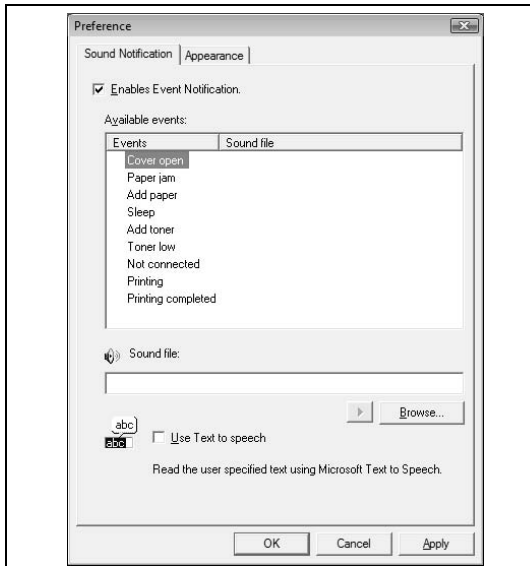 Preference
Sound Notification Appearance
Enables Event Notification.
Available events:
Events Sound file
Cover open
Paper jam
Add paper
Sleep
Add toner
Toner low
Not connected
Printing
Printing completed
Sound file:
Browse...
abc
abc
Use Text to speech
Read the user specified text using Microsoft Text to Speech.
OK Cancel Apply